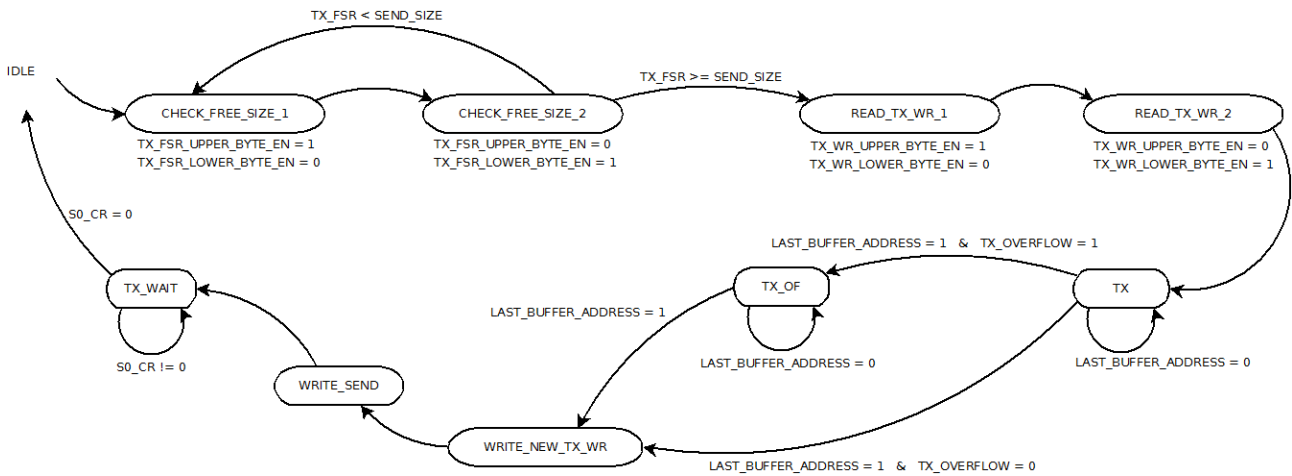 TX_FSR < SEND_SIZE
IDLE
TX_FSR >= SEND_SIZE
CHECK_FREE_SIZE_1
CHECK_FREE_SIZE_2
READ_TX_WR_1
READ_TX_WR_2
TX_FSR_UPPER_BYTE_EN = 1
TX_FSR_LOWER_BYTE_EN = 0
TX_FSR_UPPER_BYTE_EN = 0
TX_FSR_LOWER_BYTE_EN = 1
TX_WR_UPPER_BYTE_EN = 1
TX_WR_LOWER_BYTE_EN = 0
TX_WR_UPPER_BYTE_EN = 0
TX_WR_LOWER_BYTE_EN = 1
S0_CR = 0
LAST_BUFFER_ADDRESS = 1 & TX_OVERFLOW = 1
TX_WAIT
TX_OF
TX
LAST_BUFFER_ADDRESS = 1
S0_CR != 0
LAST_BUFFER_ADDRESS = 0
LAST_BUFFER_ADDRESS = 0
WRITE_SEND
WRITE_NEW_TX_WR
LAST_BUFFER_ADDRESS = 1 & TX_OVERFLOW = 0